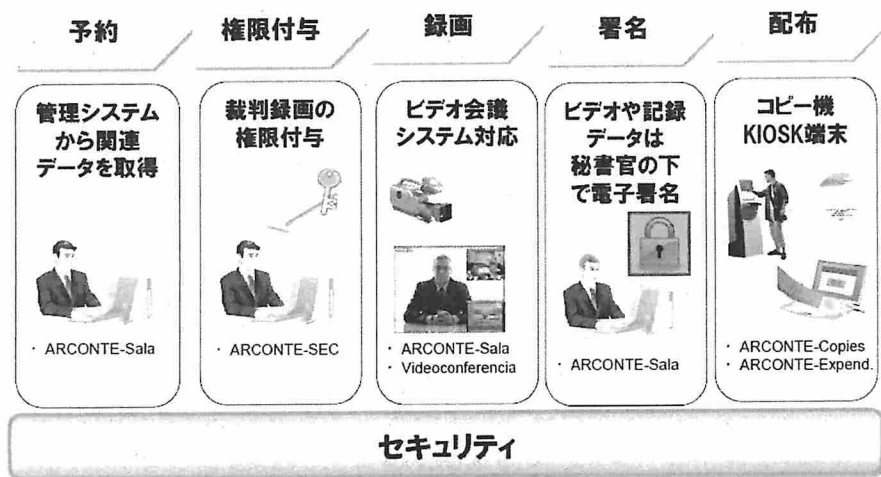 予約
権限付与
録画
署名
配布
管理システム
から関連
データを取得
・ ARCONTE-Sala
裁判録画の
権限付与
・ ARCONTE-SEC
ビデオ会議
システム対応
・ ARCONTE-Sala
・ Videoconferencia
ビデオや記録
データは
秘書官の下
で電子署名
・ ARCONTE-Sala
コピー機
KIOSK端末
・ ARCONTE-Copies
・ ARCONTE-Expend.
セキュリティ